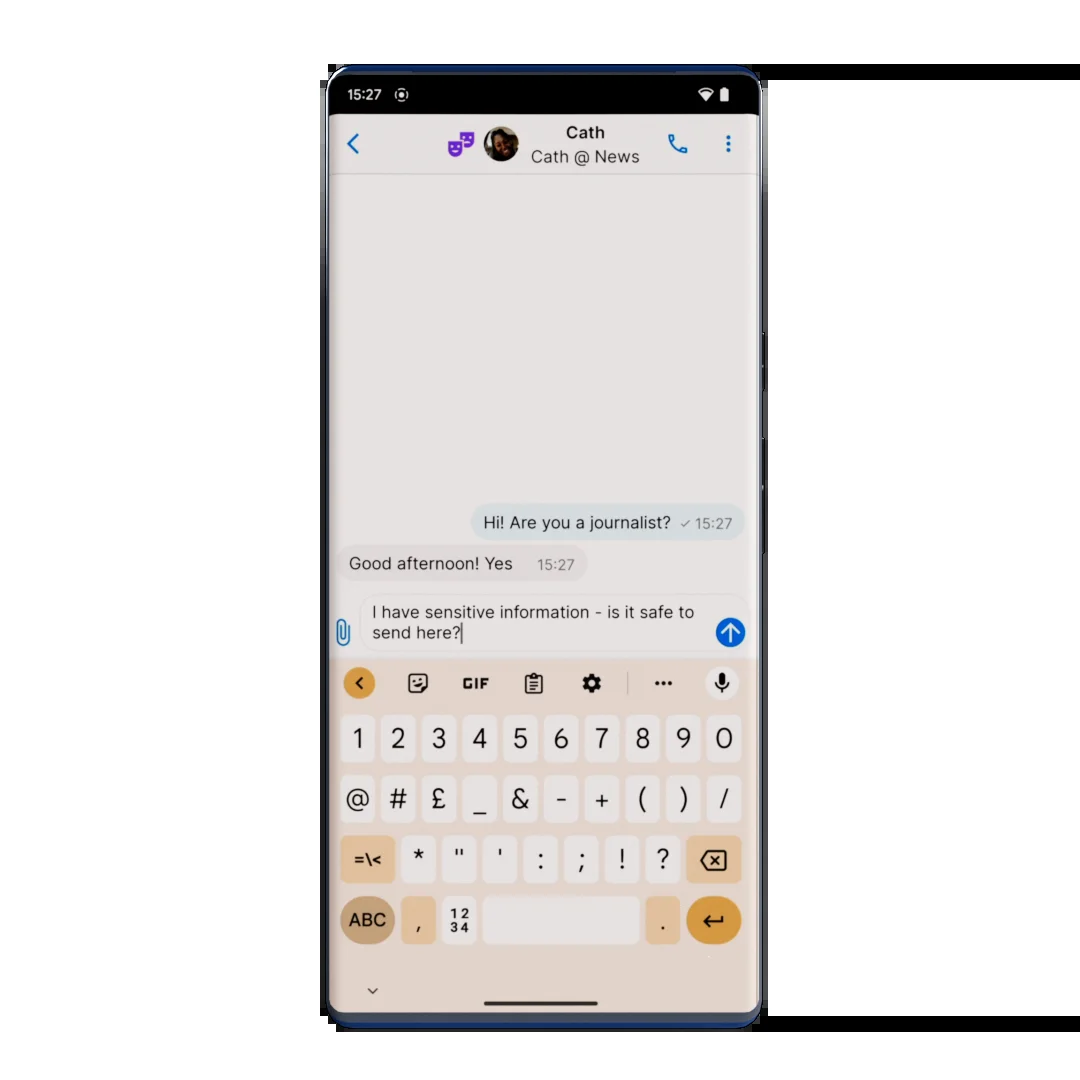 15:27
Cath
Cath @ News
Hi! Are you a journalist? ✓ 15:27
Good afternoon! Yes 15:27
I have sensitive information - is it safe to
send here?
GIF
1 2 3 4 5 6 7 8 9 0
@ # £ _ & - + ( ) /
=\< * " ' : ; ! ?
ABC , 12 .
34